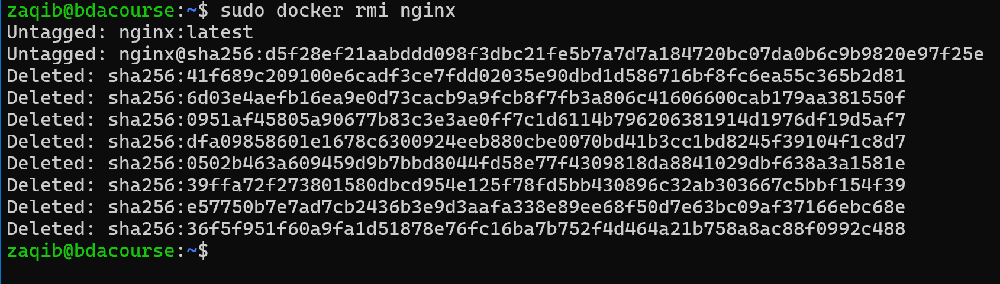 zaqib@bdacourse:~$ sudo docker rmi nginx
Untagged: nginx:latest
Untagged: nginx@sha256:d5f28ef21aabddd098f3dbc21fe5b7a7d7a184720bc07da0b6c9b9820e97f25e
Deleted: sha256:41f689c209100e6cadf3ce7fdd02035e90dbd1d586716bf8fc6ea55c365b2d81
Deleted: sha256:6d03e4aefb16ea9e0d73cacb9a9fcb8f7fb3a806c41606600cab179aa381550f
Deleted: sha256:0951af45805a90677b83c3e3ae0ff7c1d6114b796206381914d1976df19d5af7
Deleted: sha256:dfa09858601e1678c6300924eeb880cbe0070bd41b3cc1bd8245f39104f1c8d7
Deleted: sha256:0502b463a609459d9b7bbd8044fd58e77f4309818da8841029dbf638a3a1581e
Deleted: sha256:39ffa72f273801580dbcd954e125f78fd5bb430896c32ab303667c5bbf154f39
Deleted: sha256:e57750b7e7ad7cb2436b3e9d3aafa338e89ee68f50d7e63bc09af37166ebc68e
Deleted: sha256:36f5f951f60a9fa1d51878e76fc16ba7b752f4d464a21b758a8ac88f0992c488
zaqib@bdacourse:~$